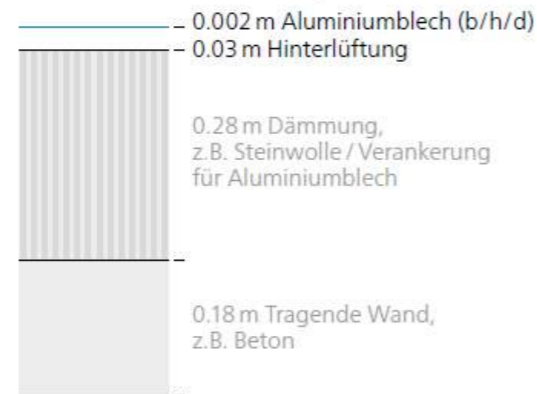 0.002 m Aluminiumblech (b/h/d)
0.03 m Hinterlüftung
0.28 m Dämmung,
z.B. Steinwolle / Verankerung
für Aluminiumblech
0.18 m Tragende Wand,
z.B. Beton